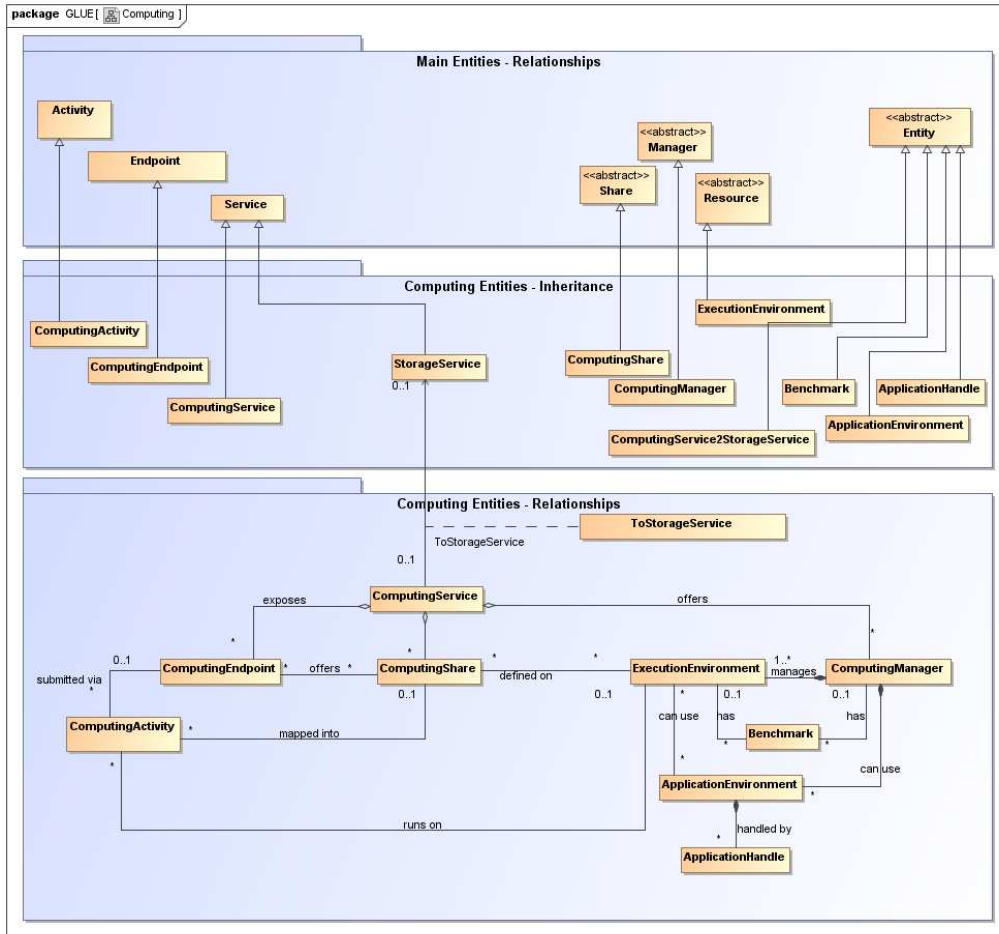 package GLUE [ Computing ]
Main Entities - Relationships
Activity
<<abstract>>
Entity
<<abstract>>
Manager
Endpoint
<<abstract>>
Share
<<abstract>>
Resource
Service
Computing Entities - Inheritance
ExecutionEnvironment
ComputingActivity
ComputingEndpoint
StorageService
0..1
ComputingShare
ComputingManager
Benchmark
ApplicationHandle
ComputingService
ApplicationEnvironment
ComputingService2StorageService
Computing Entities - Relationships
ToStorageService
ToStorageService
0..1
ComputingService
exposes
offers
*
*
*
0..1
ComputingEndpoint
*
offers
*
ComputingShare
*
defined on
*
ExecutionEnvironment
1..*
manages
ComputingManager
submitted via
*
0..1
0..1
*
0..1
0..1
ComputingActivity
*
mapped into
can use
has
has
*
Benchmark
*
*
can use
*
ApplicationEnvironment
*
runs on
*
handled by
ApplicationHandle